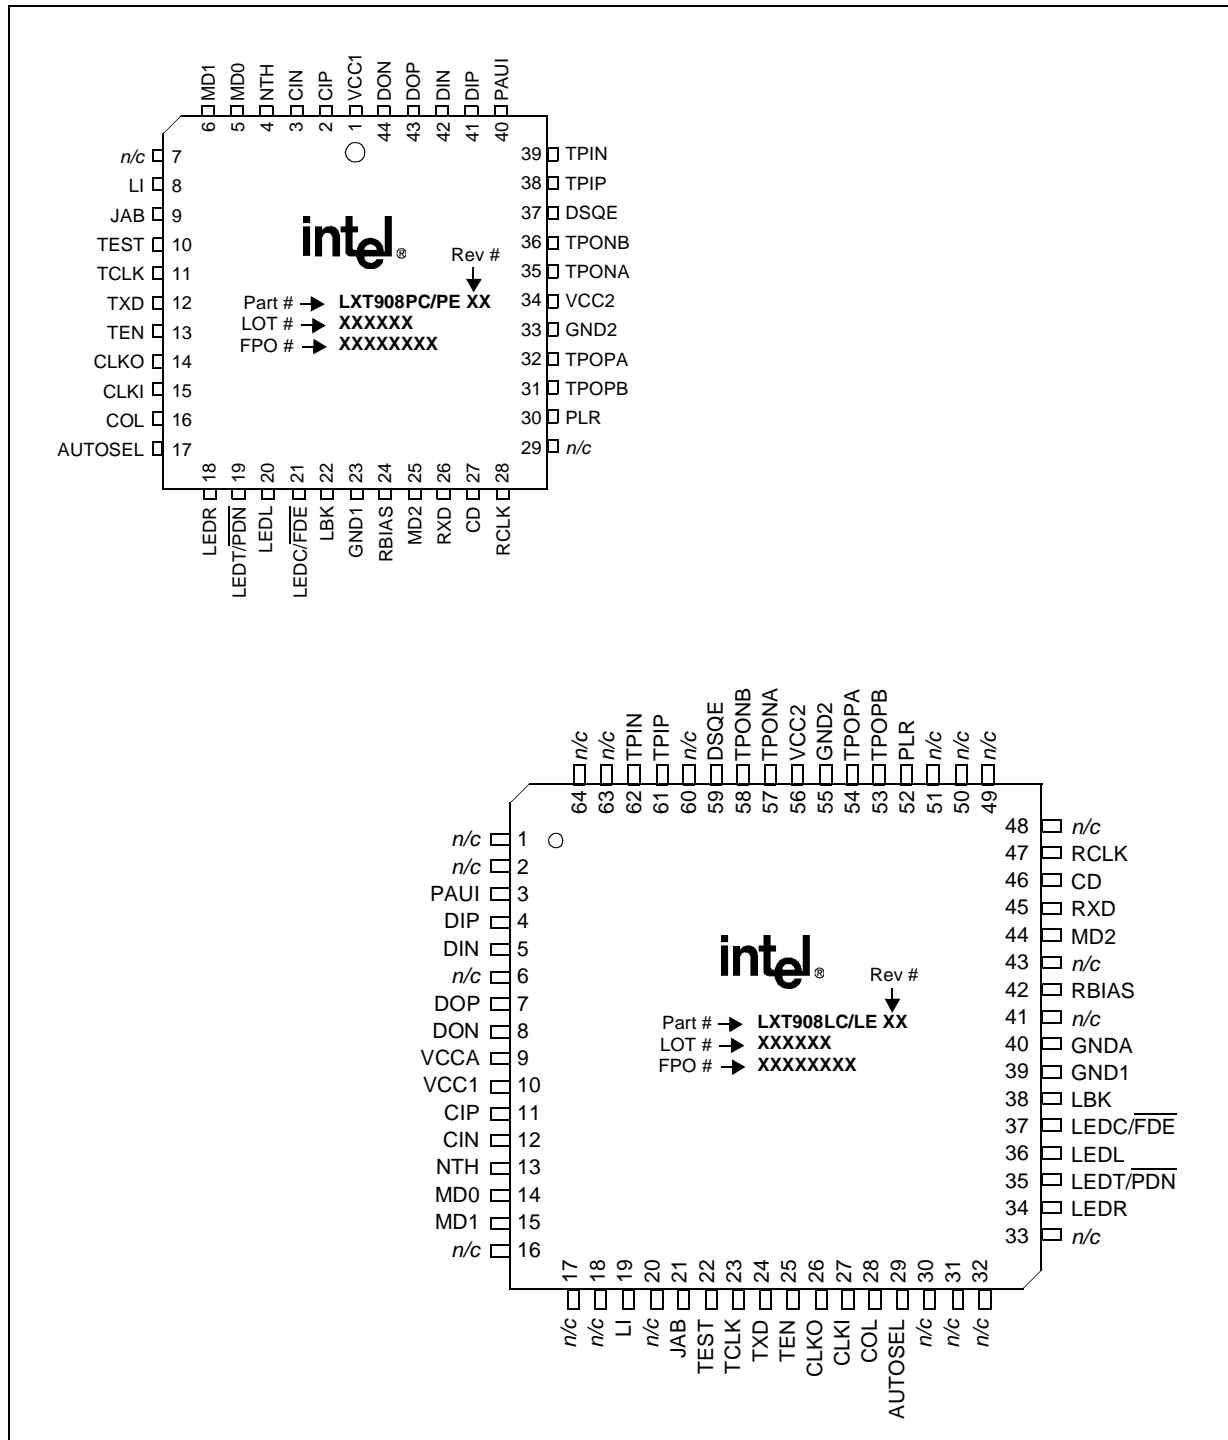 MD1 MD0 NTH CIN CIP VCC1 DON DOP DIN DIP PAUI
6 5 4 3 2 1 44 43 42 41 40
n/c 7
LI 8
JAB 9
TEST 10
TCLK 11
TXD 12
TEN 13
CLKO 14
CLKI 15
COL 16
AUTOSEL 17
39 TPIN
38 TPIP
37 DSQE
36 TPONB
35 TPONA
34 VCC2
33 GND2
32 TPOPA
31 TPOPB
30 PLR
29 n/c
intel®
Rev #
Part # LXT908PC/PE XX
LOT # XXXXXX
FPO # XXXXXXXX
18 19 20 21 22 23 24 25 26 27 28
LEDR LEDT/P̅D̅N̅ LEDL LEDC/F̅D̅E̅ LBK GND1 RBIAS MD2 RXD CD RCLK
n/c n/c TPIN TPIP n/c DSQE TPONB TPONA VCC2 GND2 TPOPA TPOPB PLR n/c n/c n/c
64 63 62 61 60 59 58 57 56 55 54 53 52 51 50 49
n/c 1
n/c 2
PAUI 3
DIP 4
DIN 5
n/c 6
DOP 7
DON 8
VCCA 9
VCC1 10
CIP 11
CIN 12
NTH 13
MD0 14
MD1 15
n/c 16
48 n/c
47 RCLK
46 CD
45 RXD
44 MD2
43 n/c
42 RBIAS
41 n/c
40 GNDA
39 GND1
38 LBK
37 LEDC/F̅D̅E̅
36 LEDL
35 LEDT/P̅D̅N̅
34 LEDR
33 n/c
intel®
Rev #
Part # LXT908LC/LE XX
LOT # XXXXXX
FPO # XXXXXXXX
17 18 19 20 21 22 23 24 25 26 27 28 29 30 31 32
n/c n/c LI n/c JAB TEST TCLK TXD TEN CLKO CLKI COL AUTOSEL n/c n/c n/c